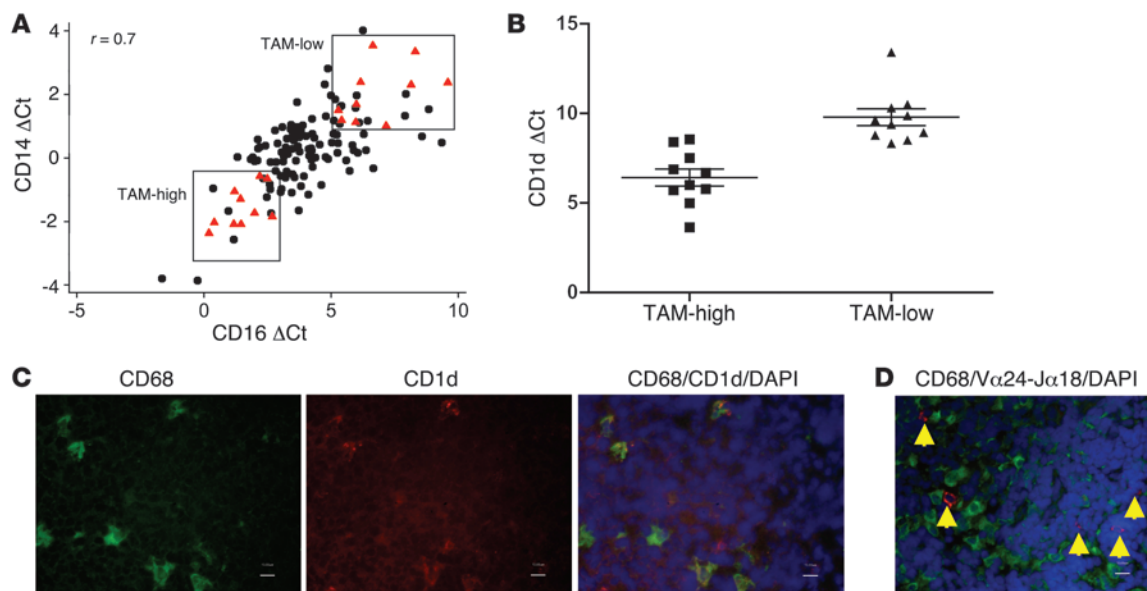 A
r = 0.7
TAM-low
TAM-high
CD14 ΔCt
4
2
0
-2
-4
-5
0
5
10
CD16 ΔCt
B
CD1d ΔCt
15
10
5
0
TAM-high
TAM-low
C
CD68
CD1d
CD68/CD1d/DAPI
D
CD68/Vα24-Jα18/DAPI